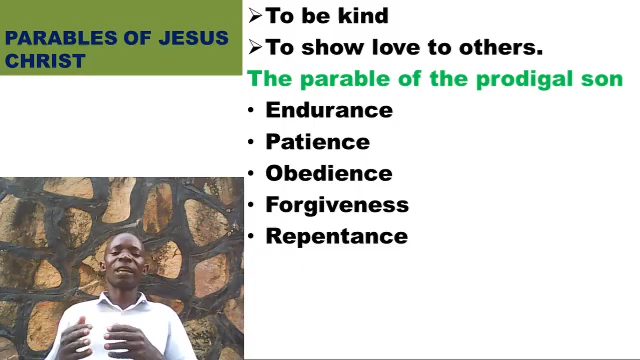 PARABLES OF JESUS
CHRIST
➢To be kind
➢To show love to others.
The parable of the prodigal son
• Endurance
• Patience
• Obedience
• Forgiveness
• Repentance